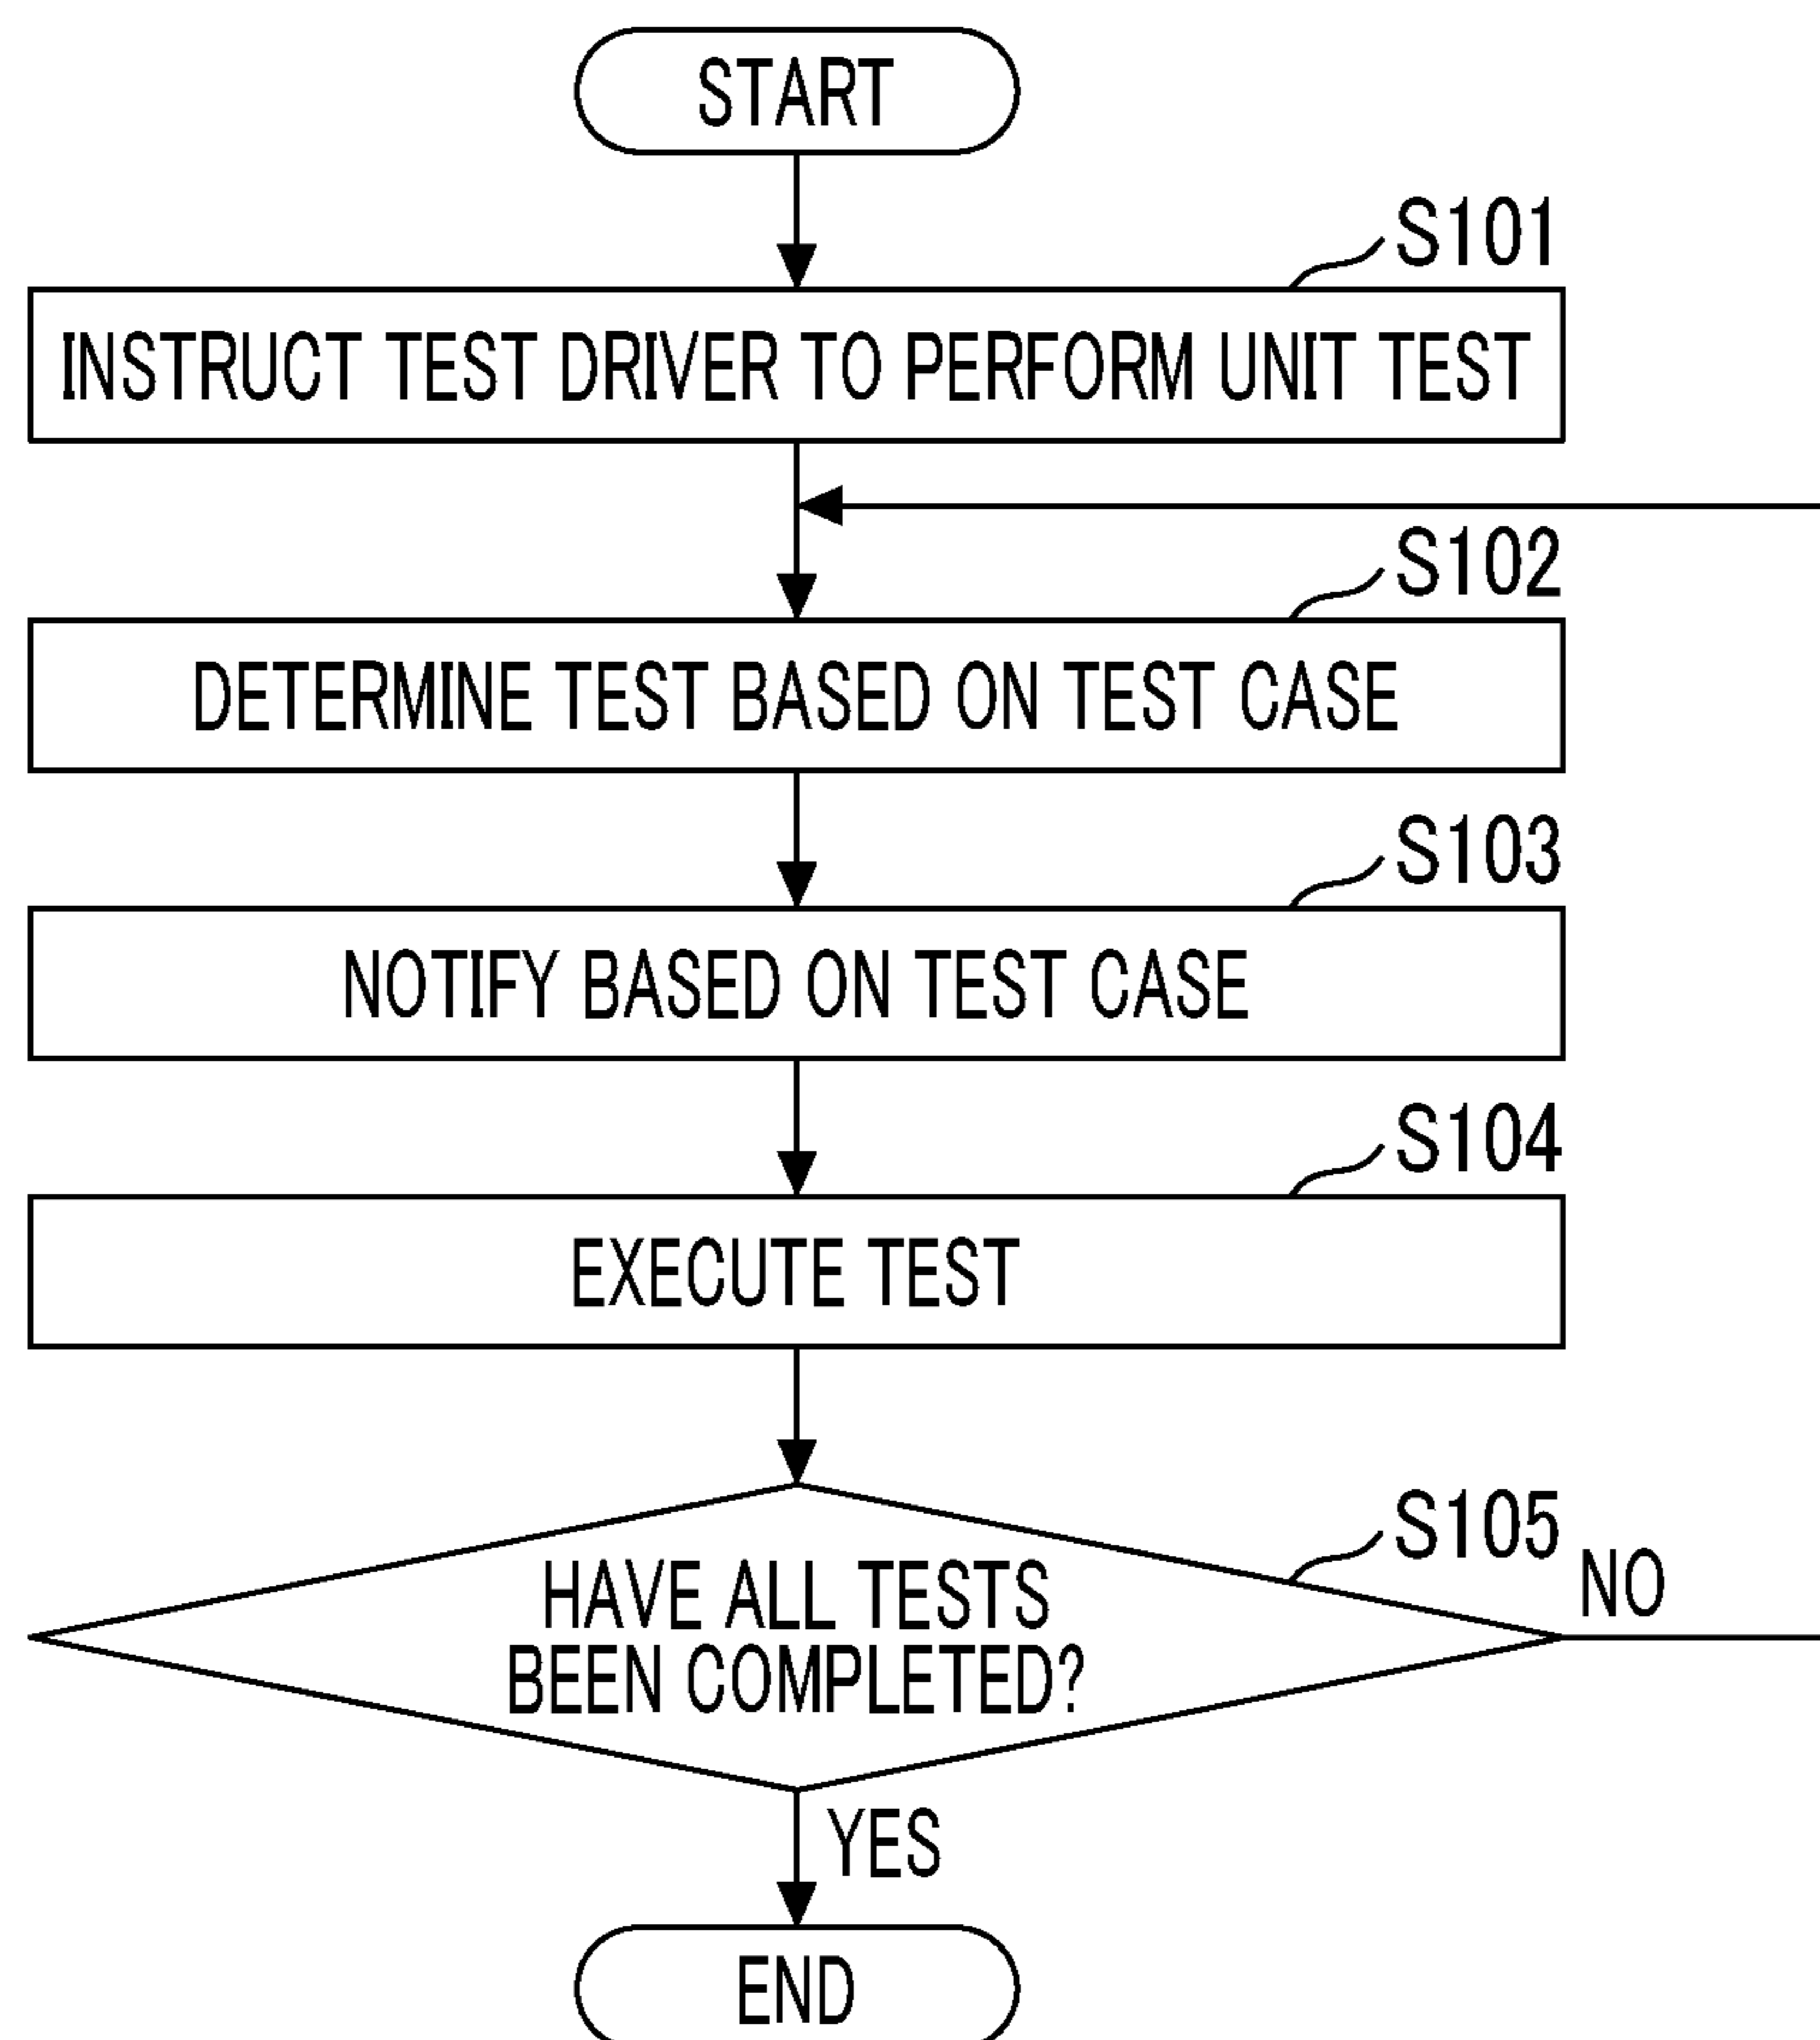 START
S101
INSTRUCT TEST DRIVER TO PERFORM UNIT TEST
S102
DETERMINE TEST BASED ON TEST CASE
S103
NOTIFY BASED ON TEST CASE
S104
EXECUTE TEST
S105
NO
HAVE ALL TESTS
BEEN COMPLETED?
YES
END